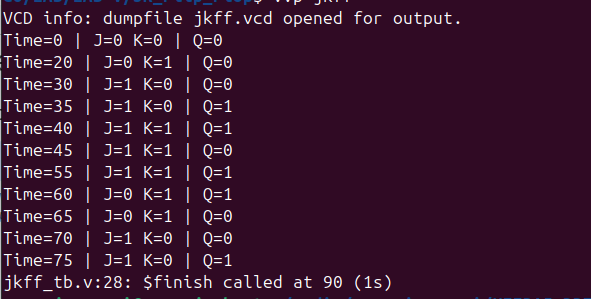 VCD info: dumpfile jkff.vcd opened for output.
Time=0 | J=0 K=0 | Q=0
Time=20 | J=0 K=1 | Q=0
Time=30 | J=1 K=0 | Q=0
Time=35 | J=1 K=0 | Q=1
Time=40 | J=1 K=1 | Q=1
Time=45 | J=1 K=1 | Q=0
Time=55 | J=1 K=1 | Q=1
Time=60 | J=0 K=1 | Q=1
Time=65 | J=0 K=1 | Q=0
Time=70 | J=1 K=0 | Q=0
Time=75 | J=1 K=0 | Q=1
jkff_tb.v:28: $finish called at 90 (1s)